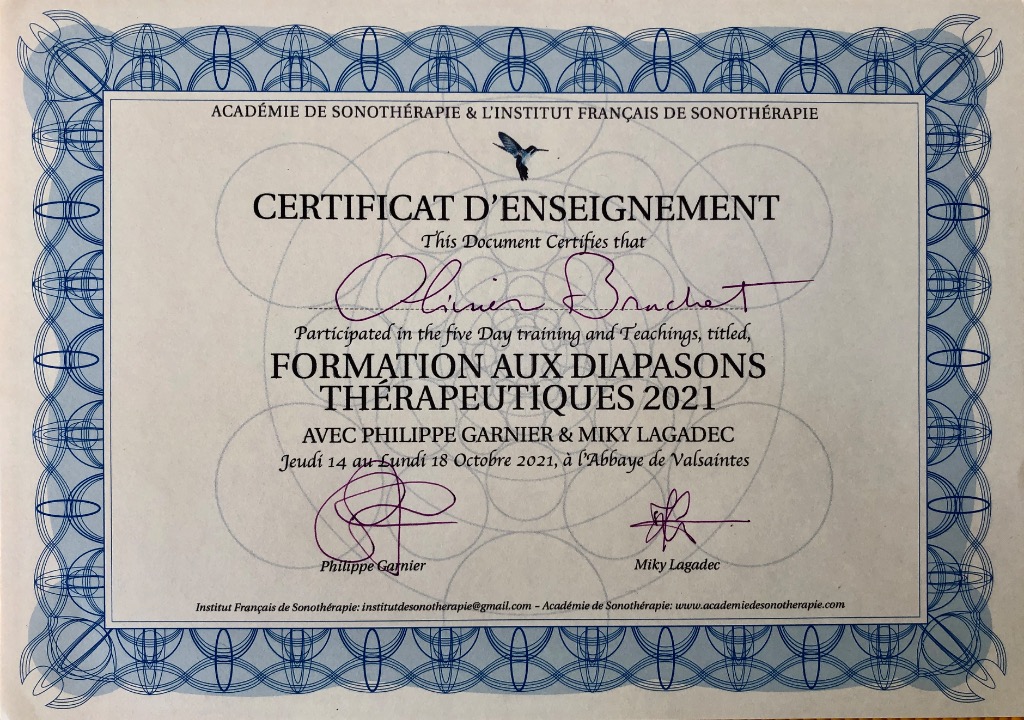 ACADÉMIE DE SONOTHÉRAPIE & L'INSTITUT FRANÇAIS DE SONOTHÉRAPIE
CERTIFICAT D'ENSEIGNEMENT
This Document Certifies that
Olivier Brachet
Participated in the five Day training and Teachings, titled,
FORMATION AUX DIAPASONS
THÉRAPEUTIQUES 2021
AVEC PHILIPPE GARNIER & MIKY LAGADEC
Jeudi 14 au Lundi 18 Octobre 2021, à l'Abbaye de Valsaintes
Philippe Garnier Miky Lagadec
Institut Français de Sonothérapie: institutdesonotherapie@gmail.com - Académie de Sonothérapie: www.academiedesonotherapie.com